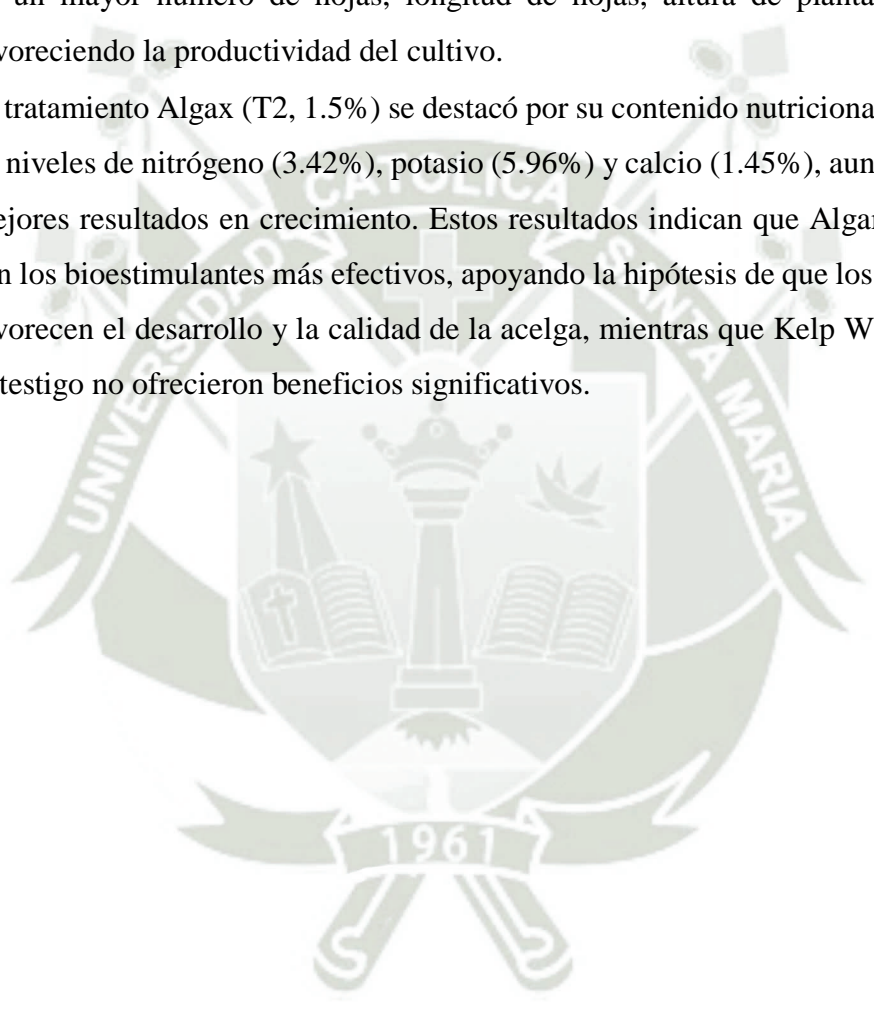 un mayor número de hojas, longitud de hojas, altura de planta
voreciendo la productividad del cultivo.
tratamiento Algax (T2, 1.5%) se destacó por su contenido nutriciona
niveles de nitrógeno (3.42%), potasio (5.96%) y calcio (1.45%), aun
ejores resultados en crecimiento. Estos resultados indican que Algar
n los bioestimulantes más efectivos, apoyando la hipótesis de que los
vorecen el desarrollo y la calidad de la acelga, mientras que Kelp W
testigo no ofrecieron beneficios significativos.
UNIVERSIDAD CATOLICA SANTA MARIA
1961